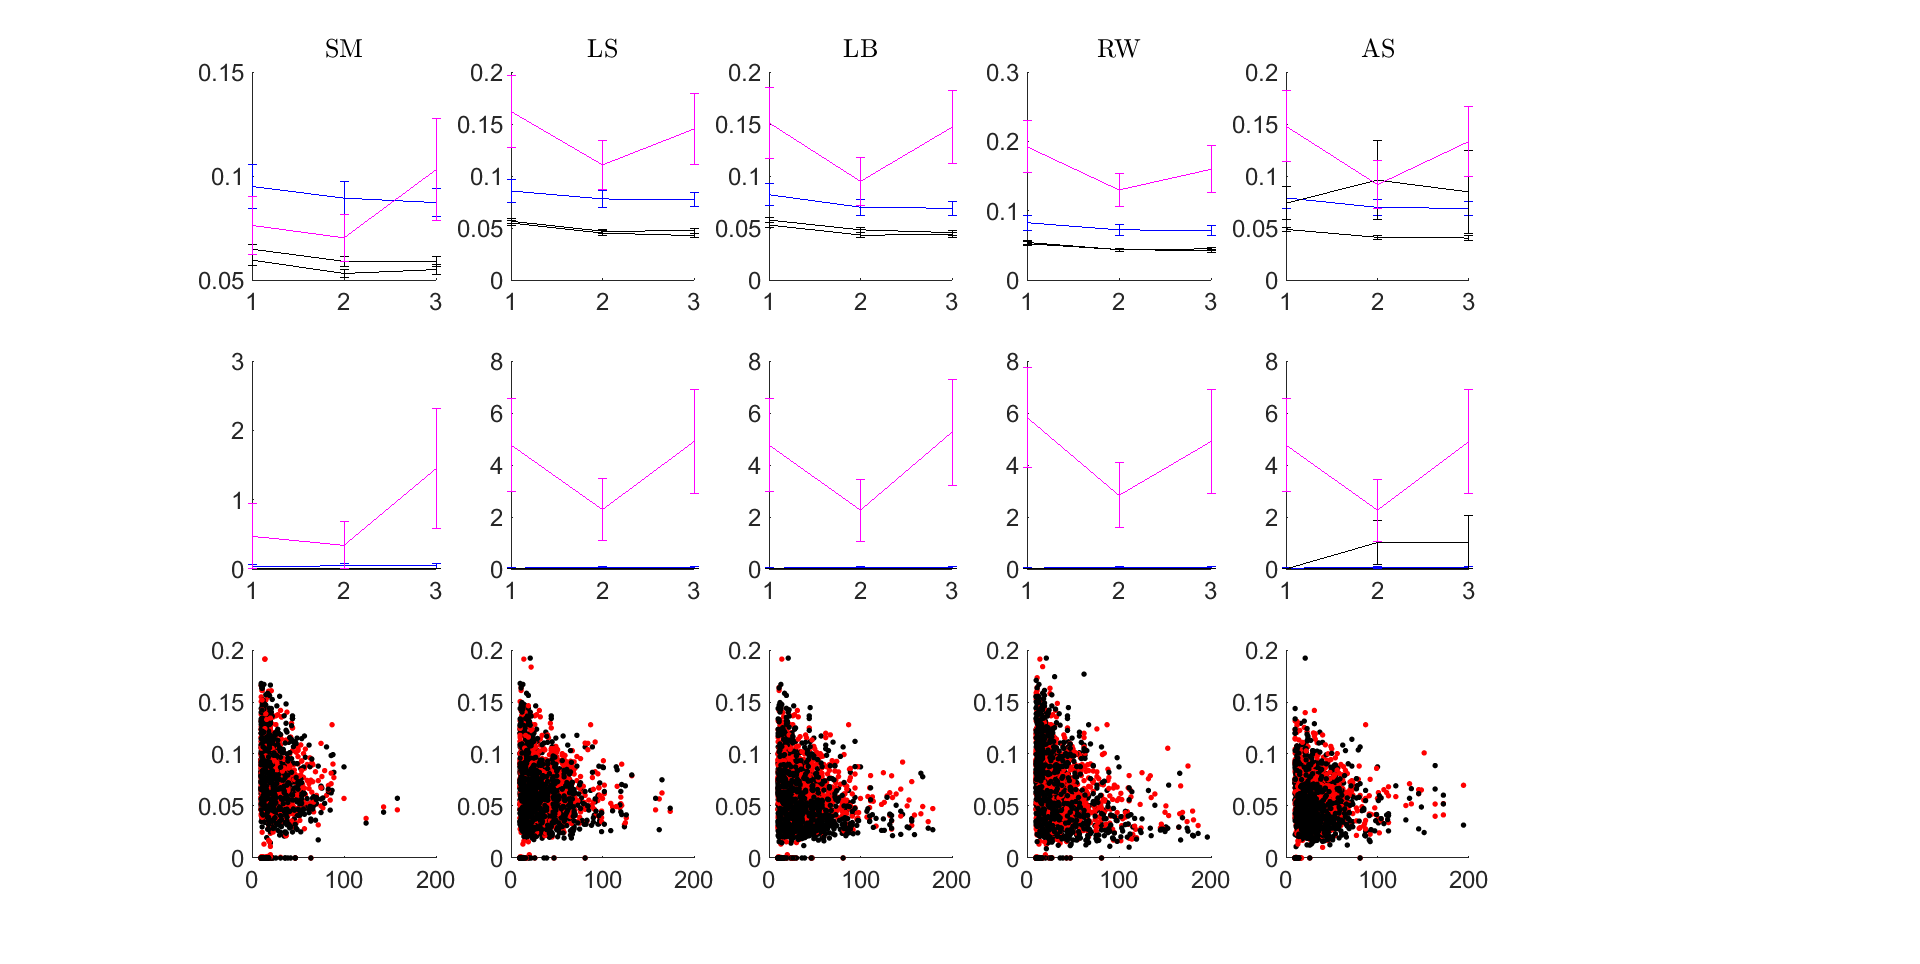 SM LS LB RW AS
0.15 0.2 0.2 0.3 0.2
0.15 0.15 0.2 0.15
0.1 0.1 0.1 0.1 0.1
0.05 0.05 0.05
0.05 0 0 0 0
1 2 3 1 2 3 1 2 3 1 2 3 1 2 3
3 8 8 8 8
2 6 6 6 6
4 4 4 4
1 2 2 2 2
0 0 0 0 0
1 2 3 1 2 3 1 2 3 1 2 3 1 2 3
0.2 0.2 0.2 0.2 0.2
0.15 0.15 0.15 0.15 0.15
0.1 0.1 0.1 0.1 0.1
0.05 0.05 0.05 0.05 0.05
0 0 0 0 0
0 100 200 0 100 200 0 100 200 0 100 200 0 100 200